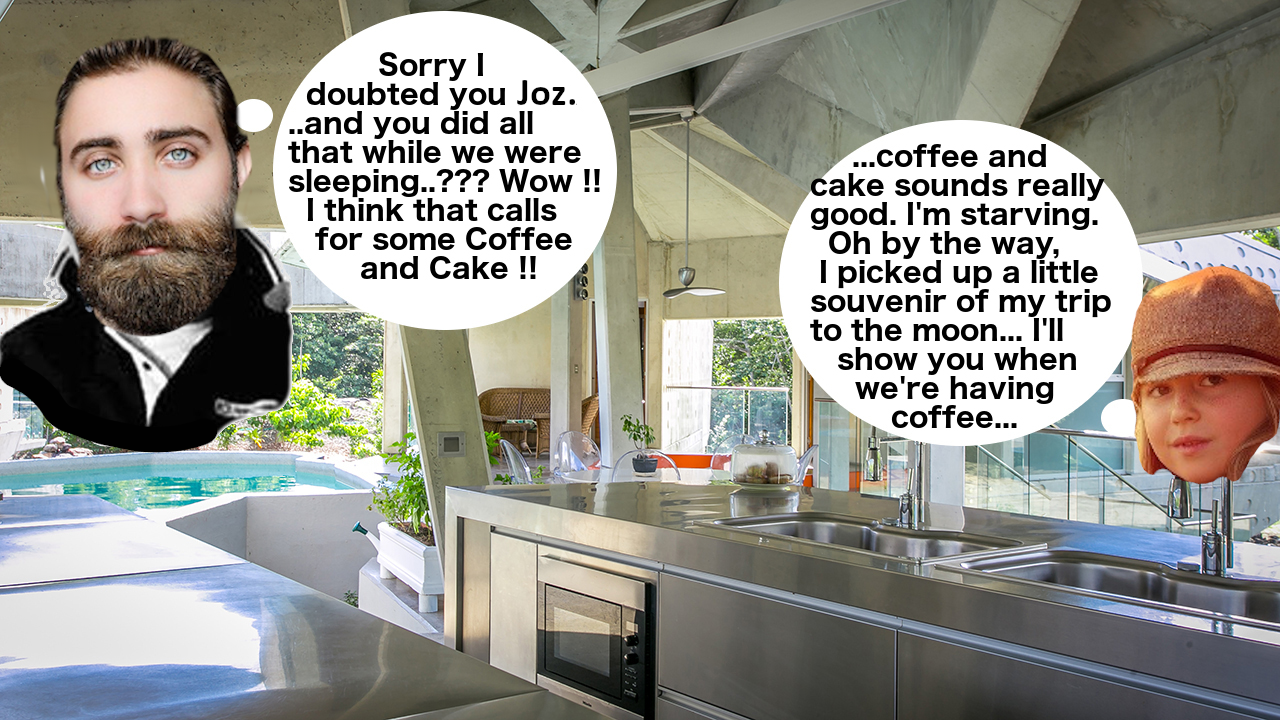 Sorry I
doubted you Joz.
..and you did all
that while we were
sleeping..??? Wow !!
I think that calls
for some Coffee
and Cake !!
...coffee and
cake sounds really
good. I'm starving.
Oh by the way,
I picked up a little
souvenir of my trip
to the moon... I'll
show you when
we're having
coffee...